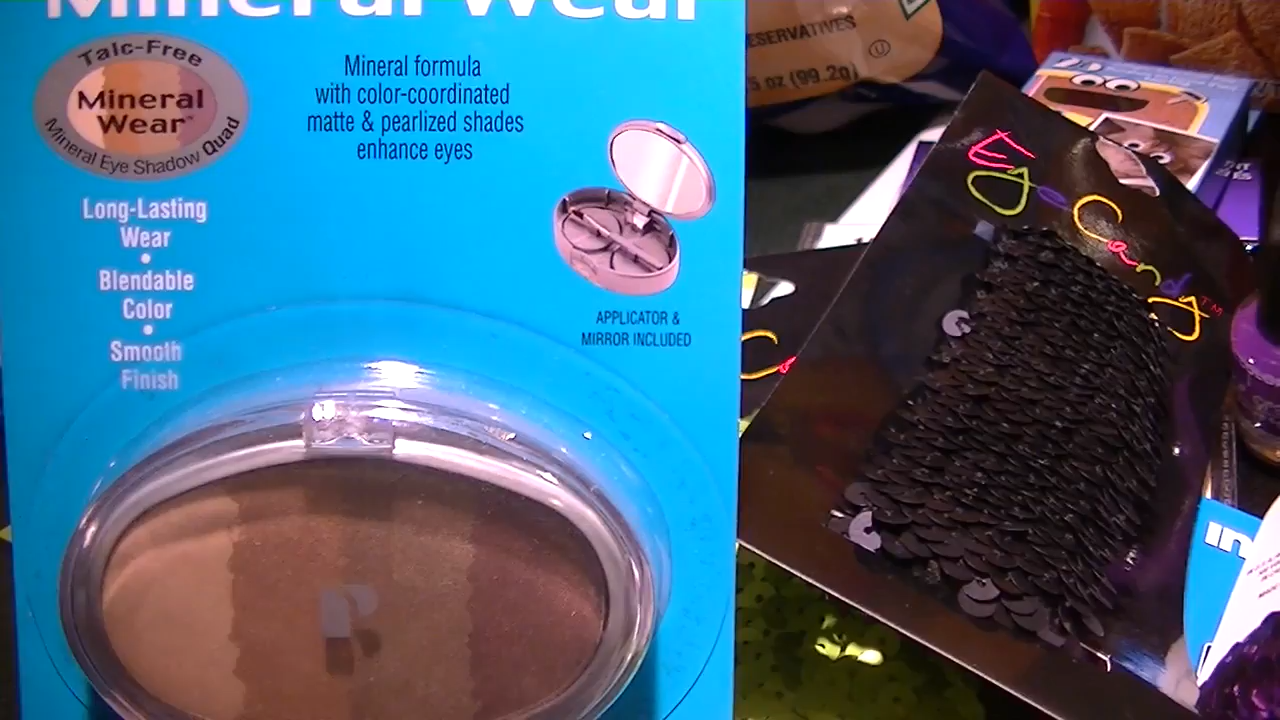 Mineral Wear
Talc-Free
Mineral
Wear
Mineral Eye Shadow Quad
Mineral formula
with color-coordinated
matte & pearlized shades
enhance eyes
Long-Lasting
Wear
•
Blendable
Color
•
Smooth
Finish
APPLICATOR &
MIRROR INCLUDED
P
ESERVATIVES
5 oz (99.2g)
Eye Candy™
C